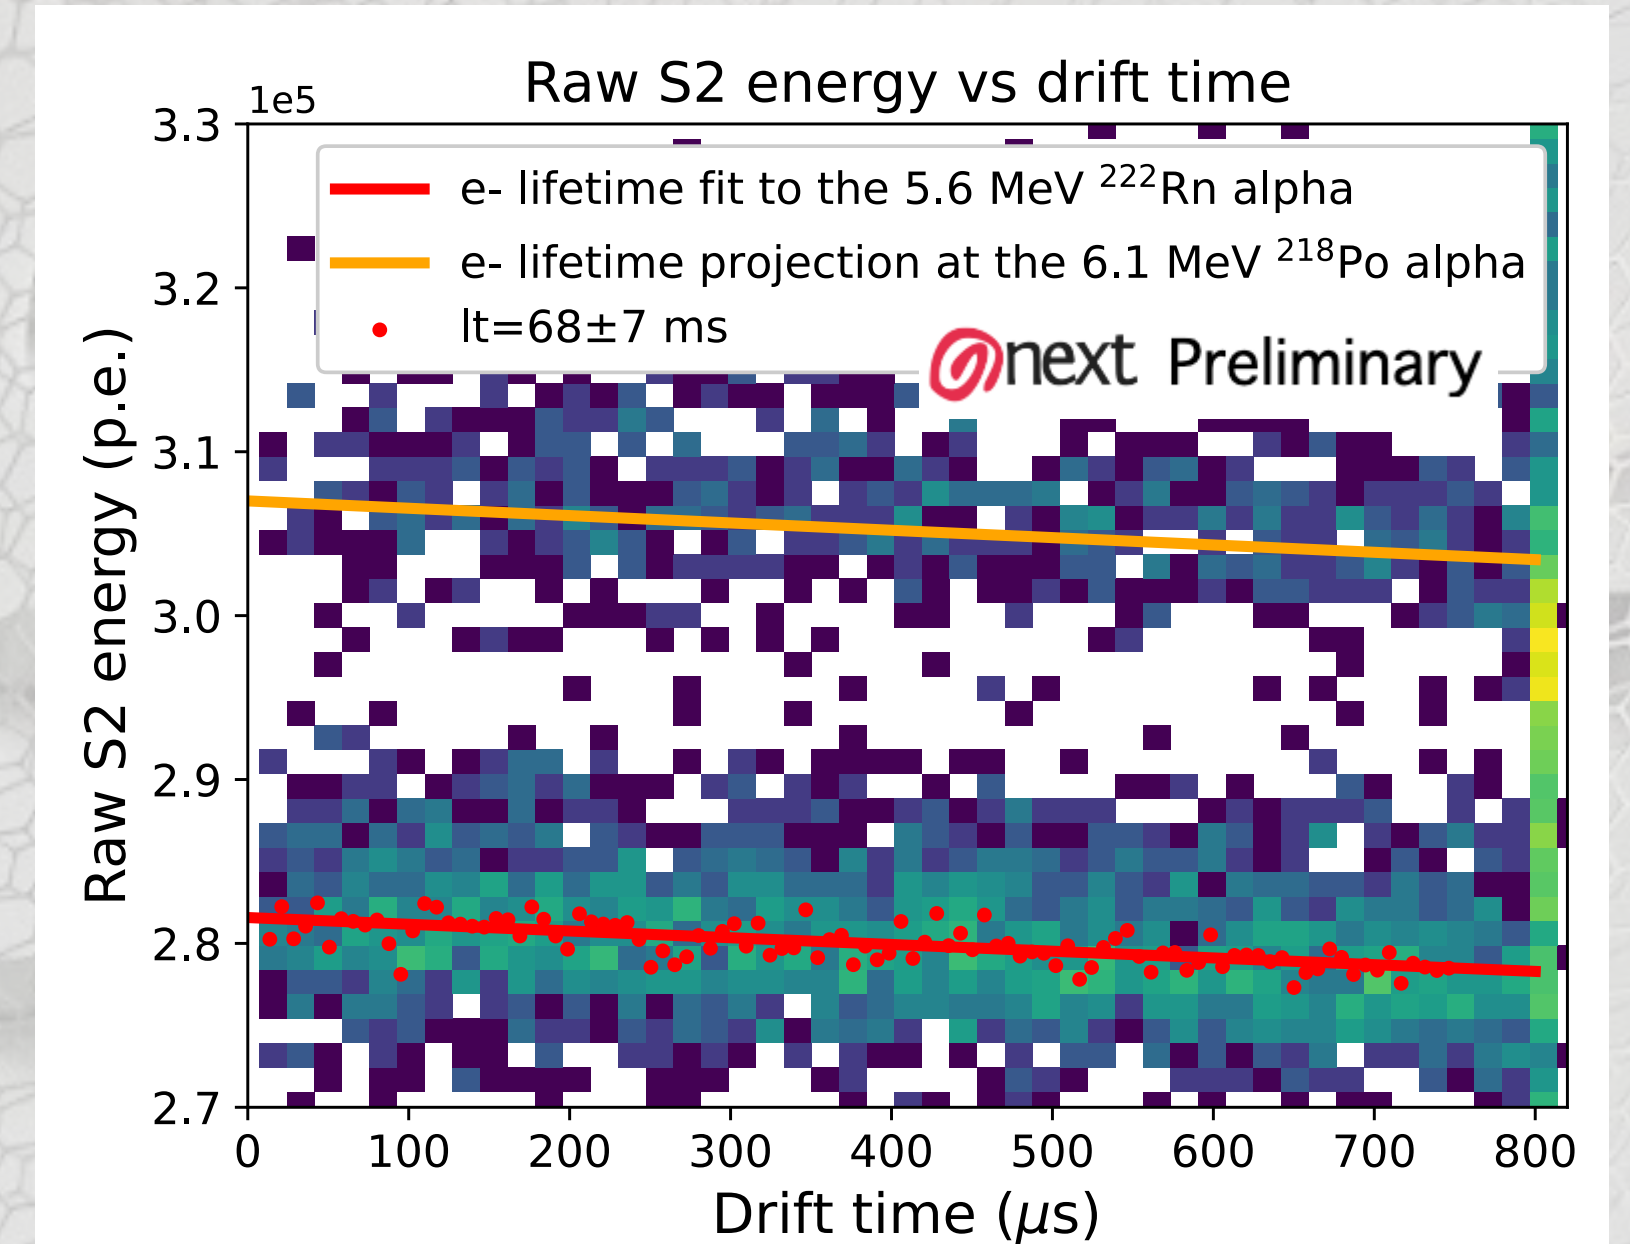 Raw S2 energy vs drift time
1e5
e- lifetime fit to the 5.6 MeV ²²²Rn alpha
e- lifetime projection at the 6.1 MeV ²¹⁸Po alpha
lt=68±7 ms
next Preliminary
Raw S2 energy (p.e.)
3.3
3.2
3.1
3.0
2.9
2.8
2.7
0 100 200 300 400 500 600 700 800
Drift time (μs)